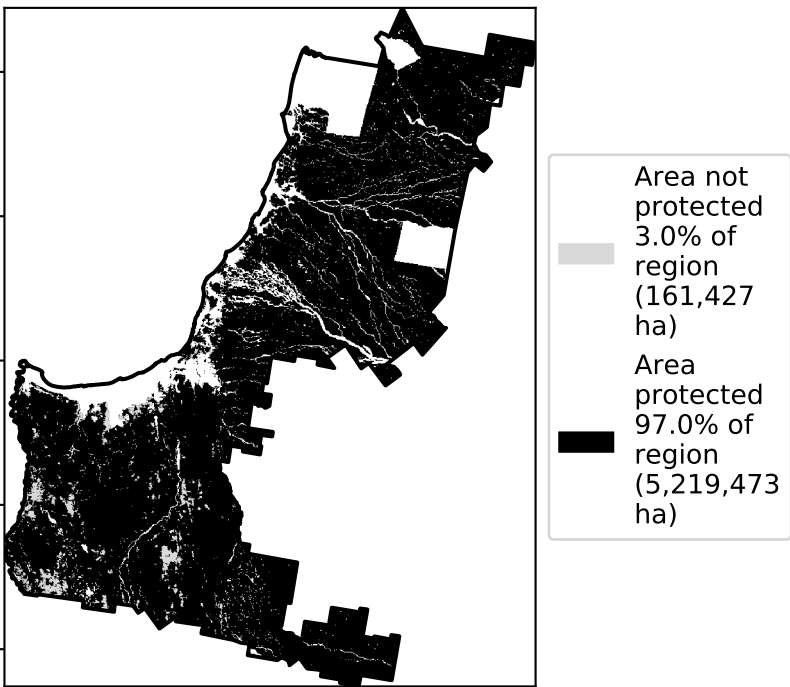 Area not
protected
3.0% of
region
(161,427
ha)
Area
protected
97.0% of
region
(5,219,473
ha)